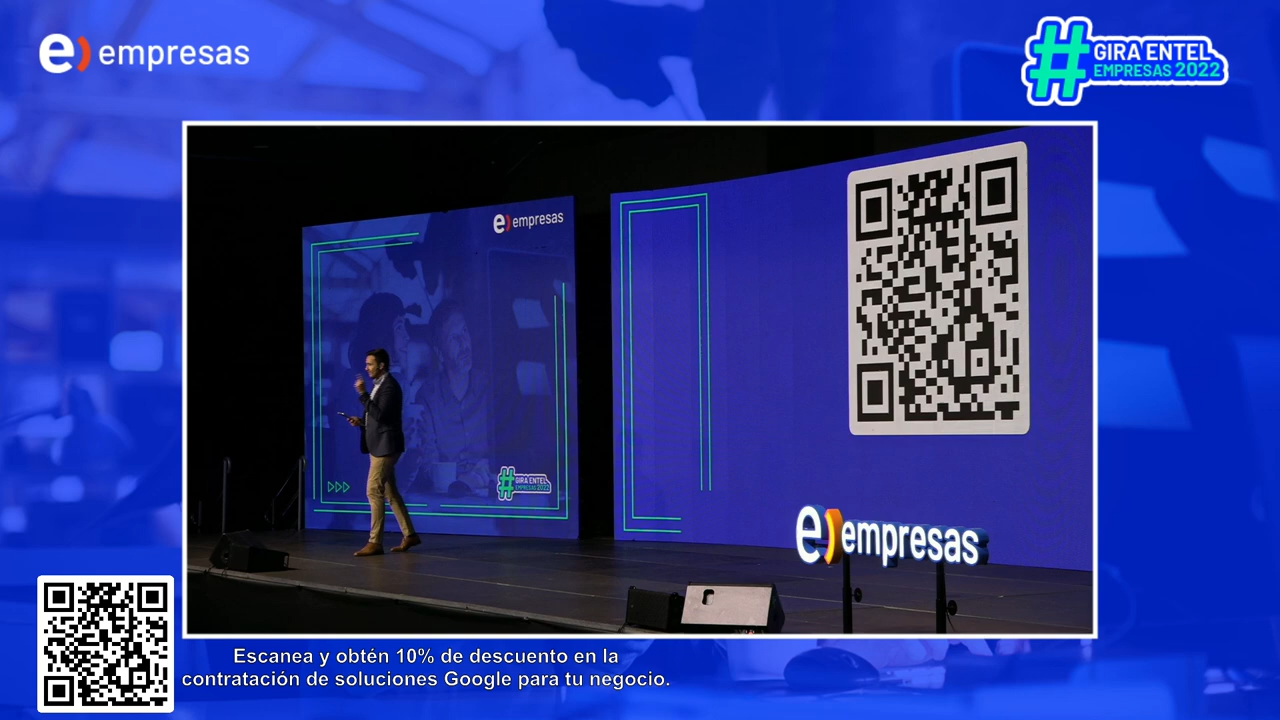 e) empresas
# GIRA ENTEL
EMPRESAS 2022
e) empresas
# GIRA ENTEL
EMPRESAS 2022
e) empresas
Escanea y obtén 10% de descuento en la
contratación de soluciones Google para tu negocio.